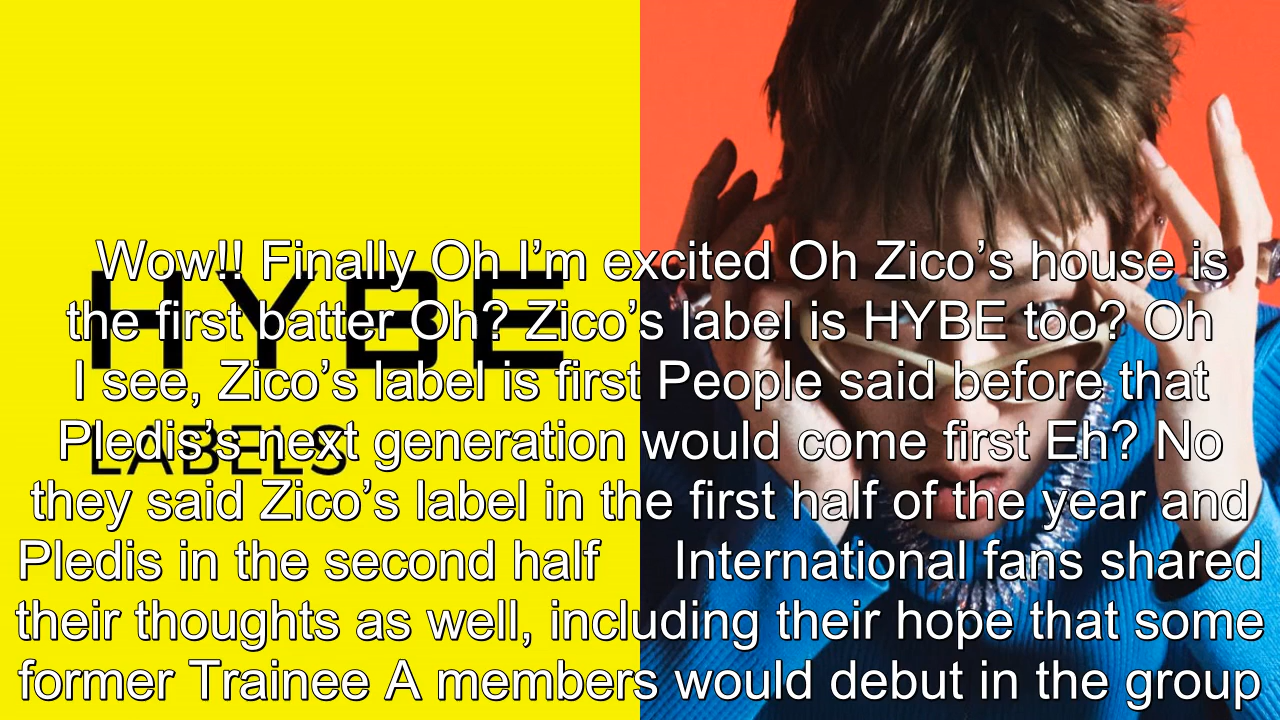 Wow!! Finally Oh I’m excited Oh Zico’s house is
the first batter Oh? Zico’s label is HYBE too? Oh
I see, Zico’s label is first People said before that
Pledis’s next generation would come first Eh? No
they said Zico’s label in the first half of the year and
Pledis in the second half International fans shared
their thoughts as well, including their hope that some
former Trainee A members would debut in the group
HYBE
LABELS